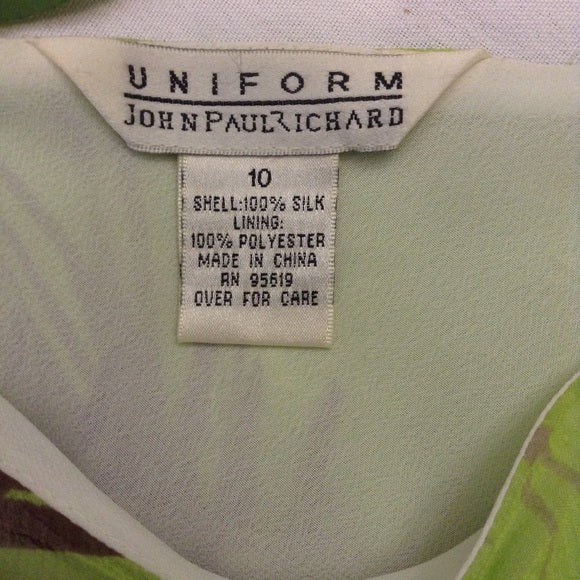 UNIFORM
JOHNPAULRICHARD
10
SHELL:100% SILK
LINING:
100% POLYESTER
MADE IN CHINA
RN 95619
OVER FOR CARE